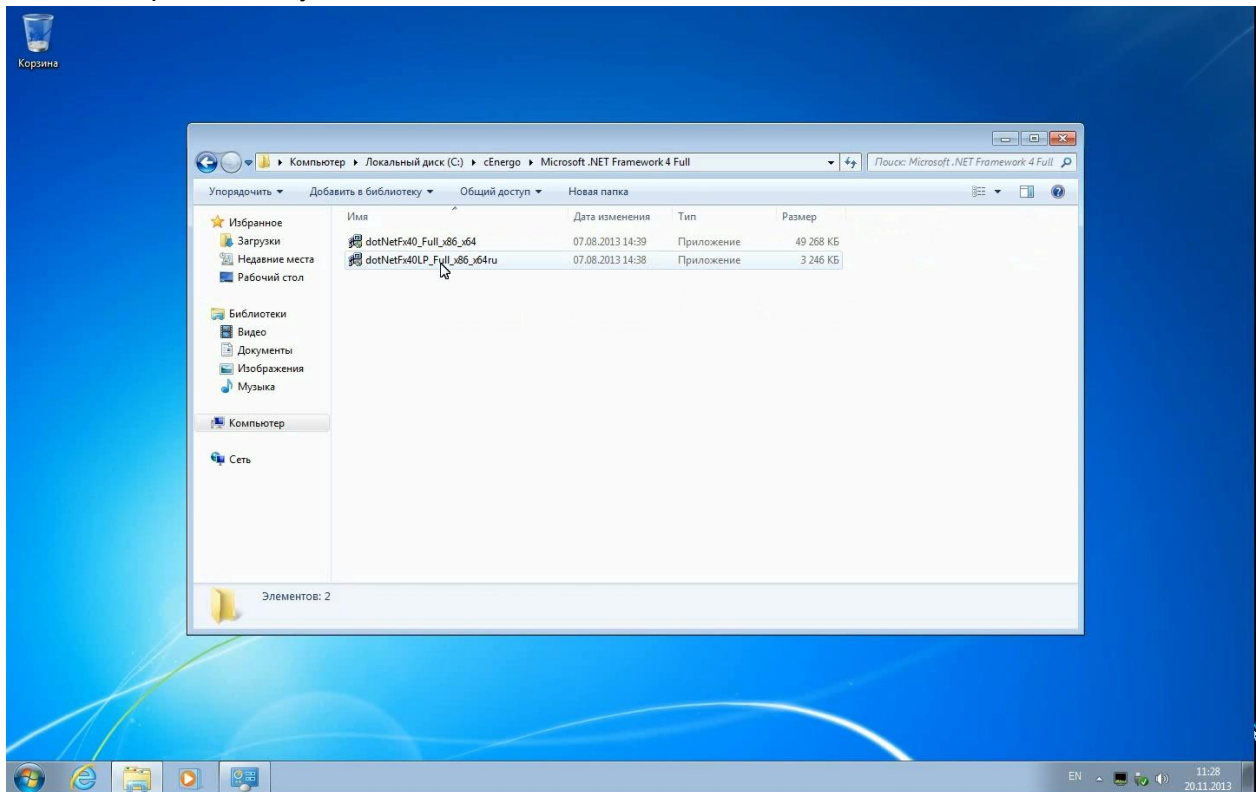 Корзина
Компьютер ▸ Локальный диск (C:) ▸ cEnergo ▸ Microsoft .NET Framework 4 Full
Поиск: Microsoft .NET Framework 4 Full
Упорядочить Добавить в библиотеку Общий доступ Новая папка
Избранное
Загрузки
Недавние места
Рабочий стол
Библиотеки
Видео
Документы
Изображения
Музыка
Компьютер
Сеть
Имя Дата изменения Тип Размер
dotNetFx40_Full_x86_x64 07.08.2013 14:39 Приложение 49 268 КБ
dotNetFx40LP_Full_x86_x64ru 07.08.2013 14:38 Приложение 3 246 КБ
Элементов: 2
EN
11:28
20.11.2013